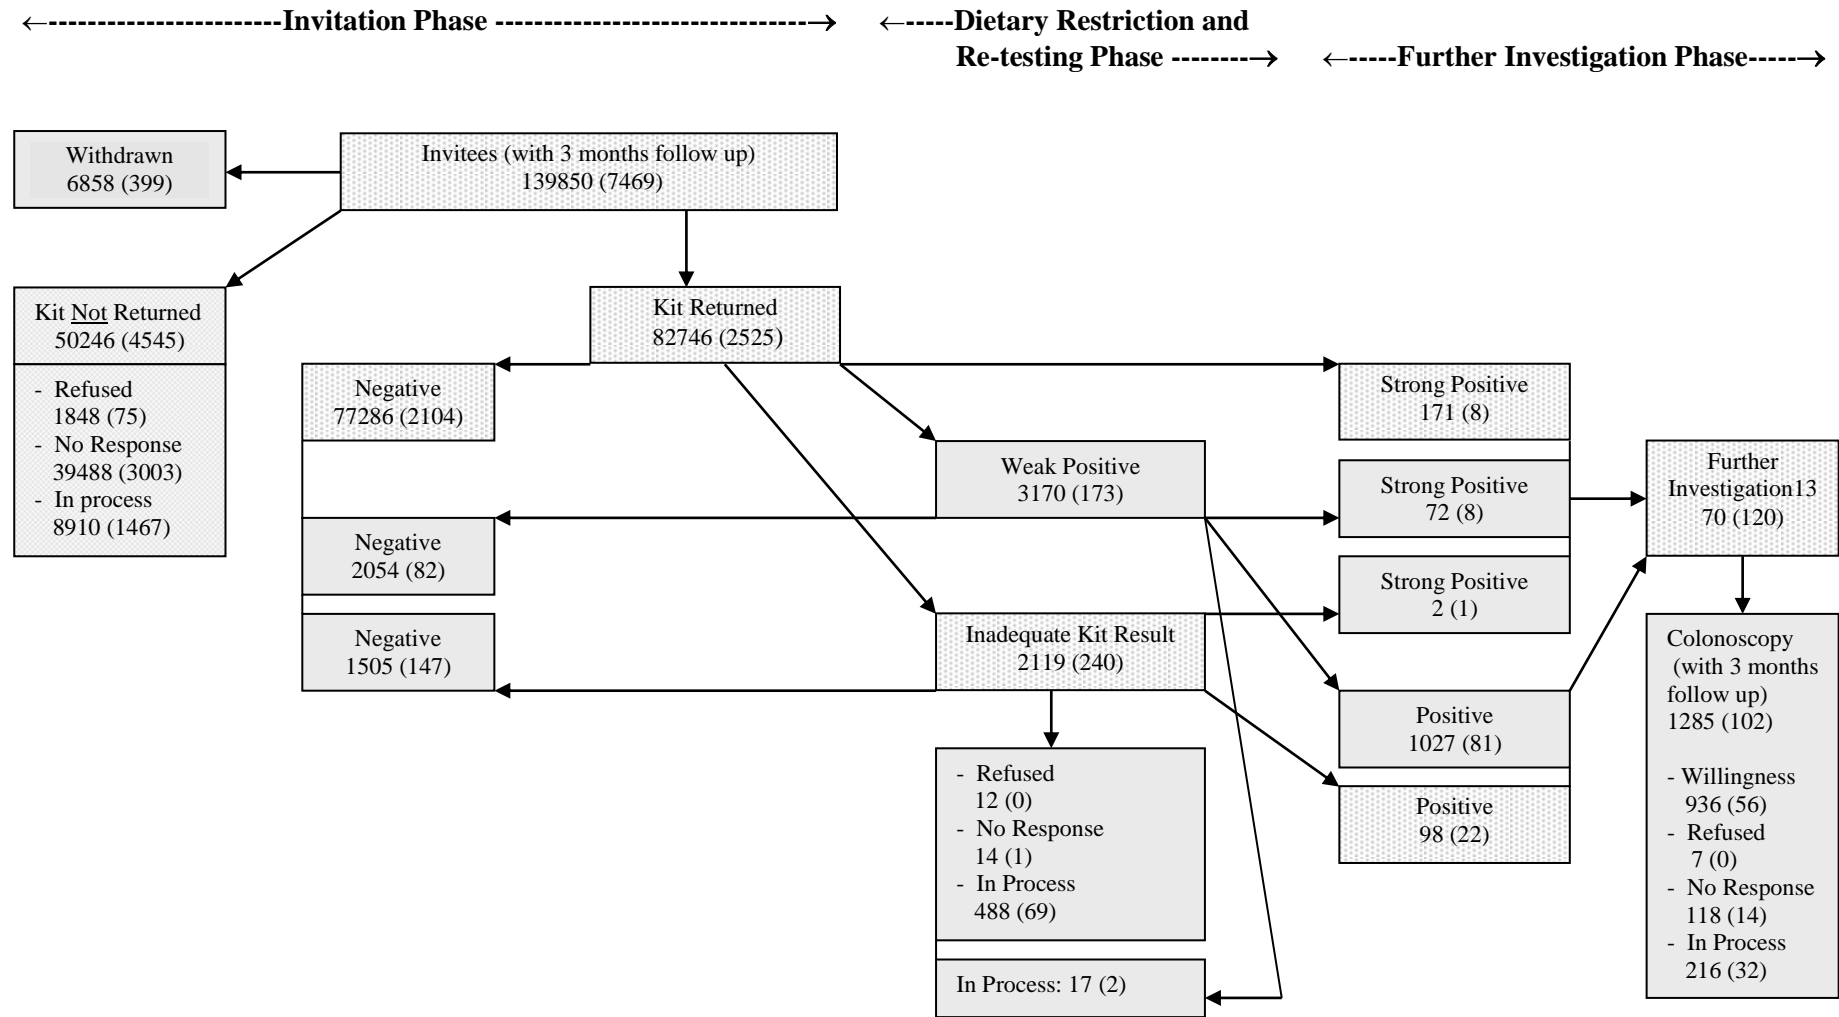 ←------------------------Invitation Phase -------------------------------→
←-----Dietary Restriction and
Re-testing Phase --------→
←-----Further Investigation Phase-----→
Withdrawn
6858 (399)
Invitees (with 3 months follow up)
139850 (7469)
Kit Not Returned
50246 (4545)
- Refused
1848 (75)
- No Response
39488 (3003)
- In process
8910 (1467)
Kit Returned
82746 (2525)
Negative
77286 (2104)
Negative
2054 (82)
Negative
1505 (147)
Weak Positive
3170 (173)
Inadequate Kit Result
2119 (240)
- Refused
12 (0)
- No Response
14 (1)
- In Process
488 (69)
In Process: 17 (2)
Strong Positive
171 (8)
Strong Positive
72 (8)
Strong Positive
2 (1)
Positive
1027 (81)
Positive
98 (22)
Further
Investigation13
70 (120)
Colonoscopy
(with 3 months
follow up)
1285 (102)
- Willingness
936 (56)
- Refused
7 (0)
- No Response
118 (14)
- In Process
216 (32)